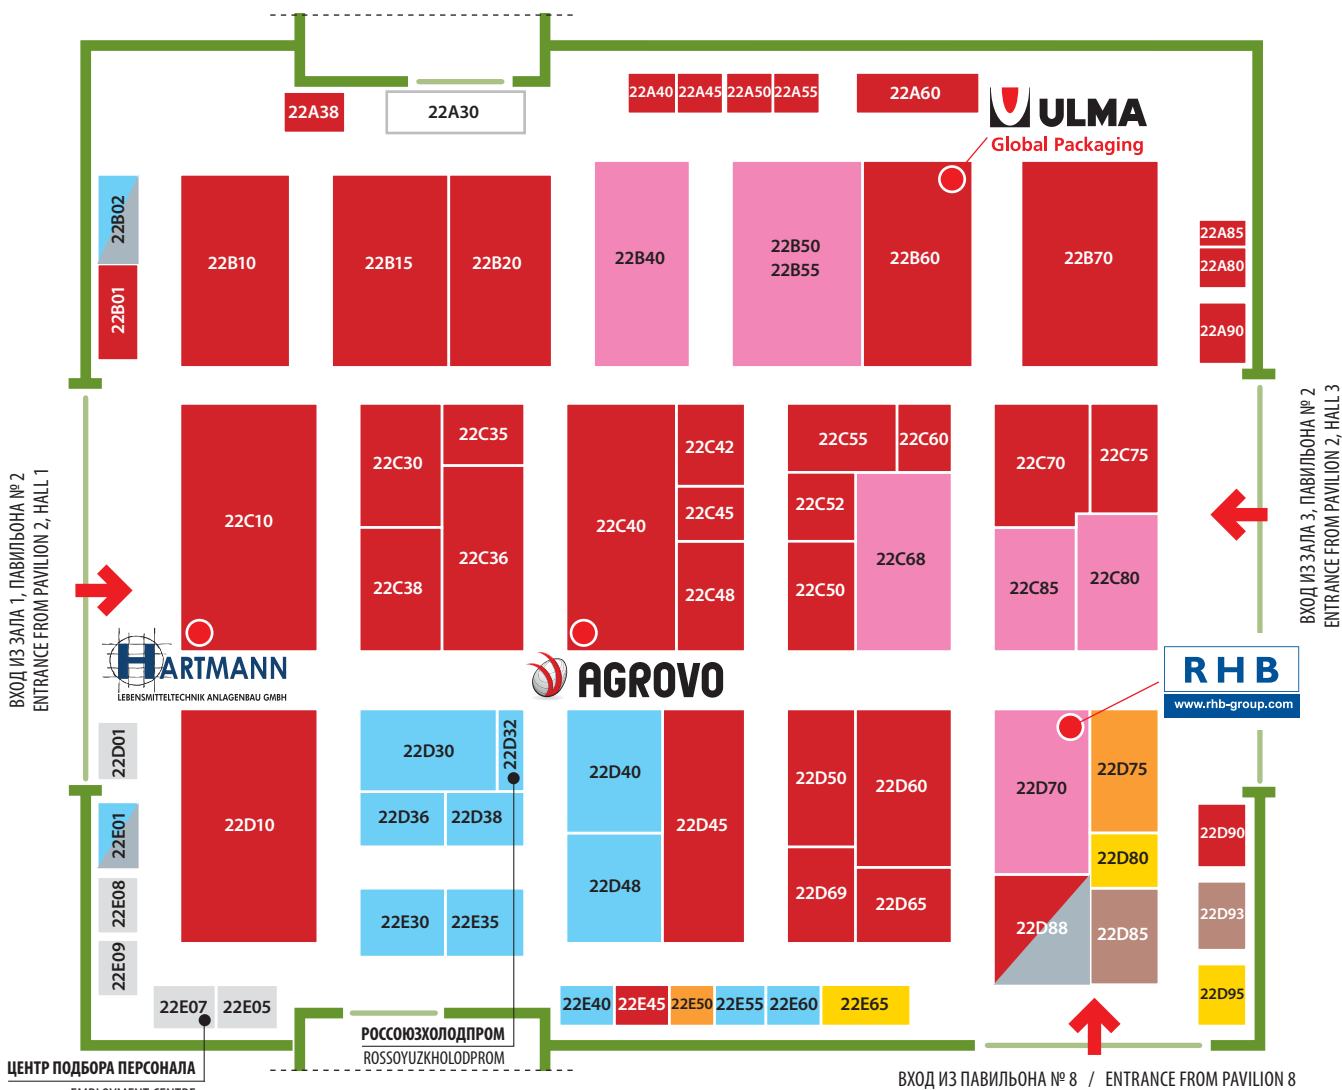 22A38
22A30
22A40 22A45 22A50 22A55
22A60
ULMA
Global Packaging
22B02
22B01
22B10
22B15
22B20
22B40
22B50
22B55
22B60
22B70
22A85
22A80
22A90
ВХОД ИЗ ЗАЛА 1, ПАВИЛЬОНА № 2
ENTRANCE FROM PAVILION 2, HALL 1
ВХОД ИЗ ЗАЛА 3, ПАВИЛЬОНА № 2
ENTRANCE FROM PAVILION 2, HALL 3
22C10
22C30
22C35
22C36
22C38
22C40
22C42
22C45
22C48
22C55
22C60
22C52
22C50
22C68
22C70
22C75
22C85
22C80
HARTMANN
LEBENSMITTELTECHNIK ANLAGENBAU GMBH
AGROVO
RHB
www.rhb-group.com
22D01
22E01
22E08
22E09
22D10
22D30
22D32
22D36
22D38
22E30
22E35
22D40
22D48
22D45
22D50
22D60
22D69
22D65
22D70
22D75
22D80
22D88
22D85
22D90
22D93
22D95
22E07 22E05
22E40 22E45 22E50 22E55 22E60 22E65
РОССОЮЗХОЛОДПРОМ
ROSSOYUZKHOLODPROM
ЦЕНТР ПОДБОРА ПЕРСОНАЛА
EMPLOYMENT CENTRE
ВХОД ИЗ ПАВИЛЬОНА № 8 / ENTRANCE FROM PAVILION 8